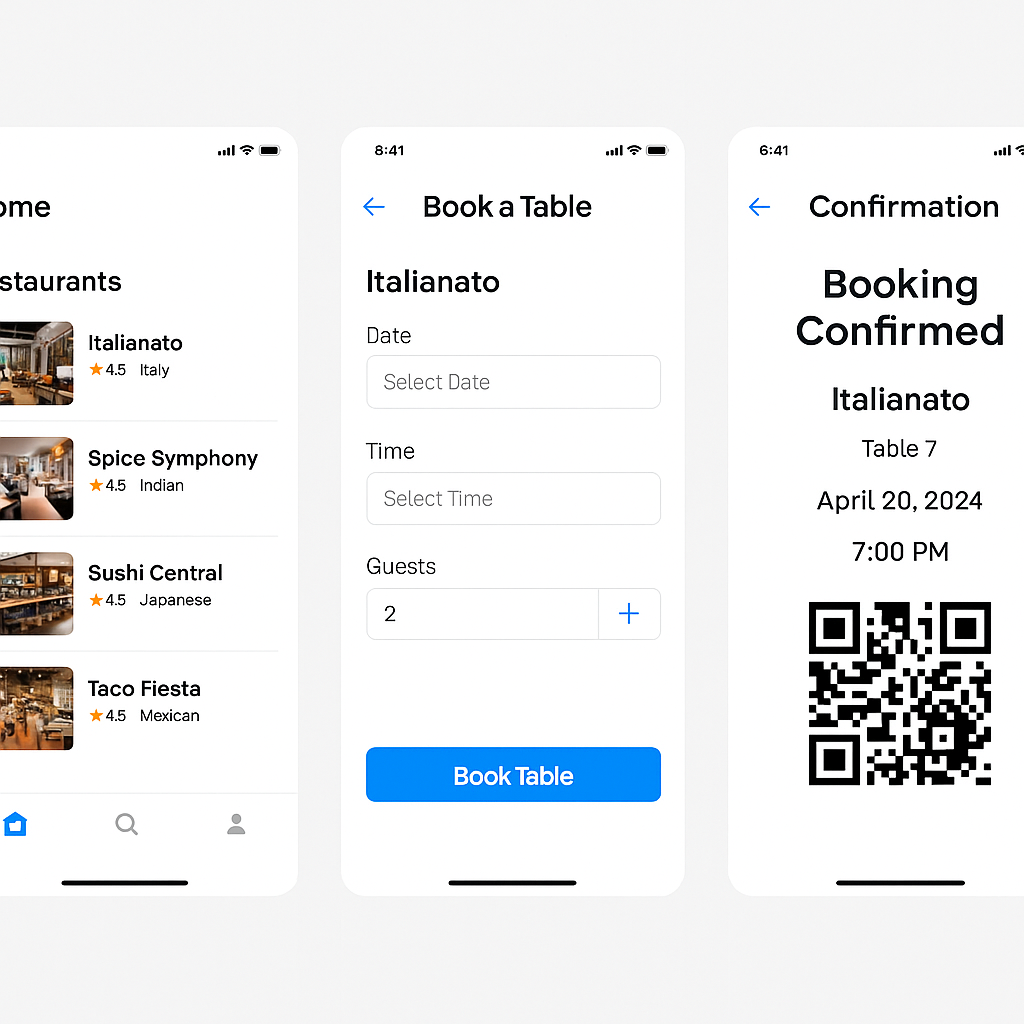 ome
staurants
Italianato
4.5 Italy
Spice Symphony
4.5 Indian
Sushi Central
4.5 Japanese
Taco Fiesta
4.5 Mexican
8:41
Book a Table
Italianato
Date
Select Date
Time
Select Time
Guests
2
Book Table
6:41
Confirmation
Booking
Confirmed
Italianato
Table 7
April 20, 2024
7:00 PM